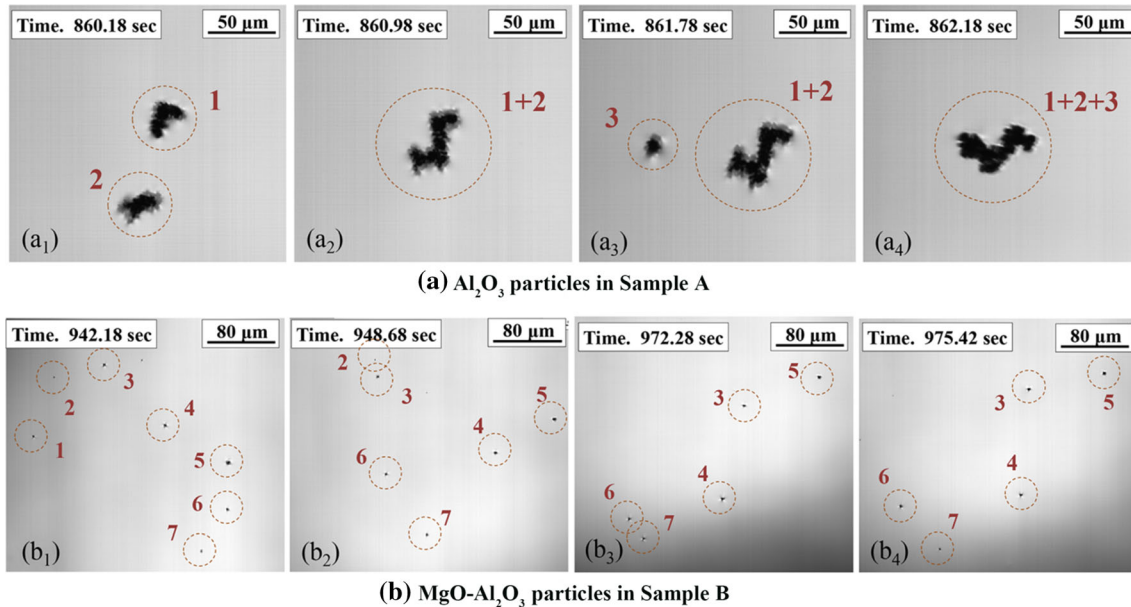 Time. 860.18 sec 50 μm
1
2
(a₁)
Time. 860.98 sec 50 μm
1+2
(a₂)
Time. 861.78 sec 50 μm
3
1+2
(a₃)
Time. 862.18 sec 50 μm
1+2+3
(a₄)
(a) Al₂O₃ particles in Sample A
Time. 942.18 sec 80 μm
3
2
4
1
5
6
7
(b₁)
Time. 948.68 sec 80 μm
2
3
5
4
6
7
(b₂)
Time. 972.28 sec 80 μm
5
3
4
6
7
(b₃)
Time. 975.42 sec 80 μm
3
5
4
6
7
(b₄)
(b) MgO-Al₂O₃ particles in Sample B